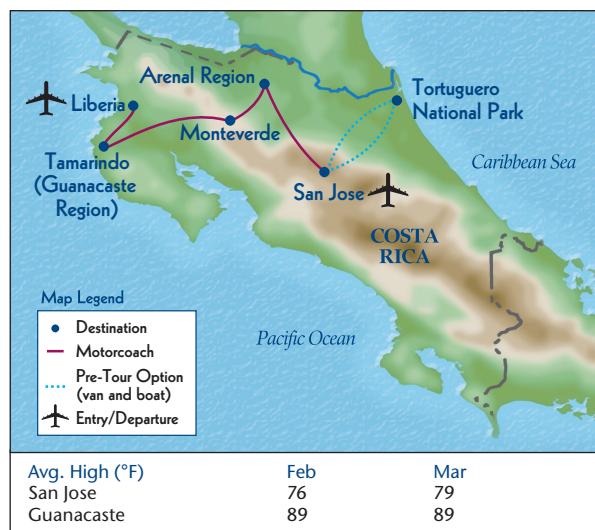 Arenal Region
Liberia
Tortuguero
National Park
Monteverde
Tamarindo
(Guanacaste
Region)
San Jose
Caribbean Sea
COSTA
RICA
Pacific Ocean
Map Legend
Destination
Motorcoach
Pre-Tour Option
(van and boat)
Entry/Departure
Avg. High (°F) Feb Mar
San Jose 76 79
Guanacaste 89 89